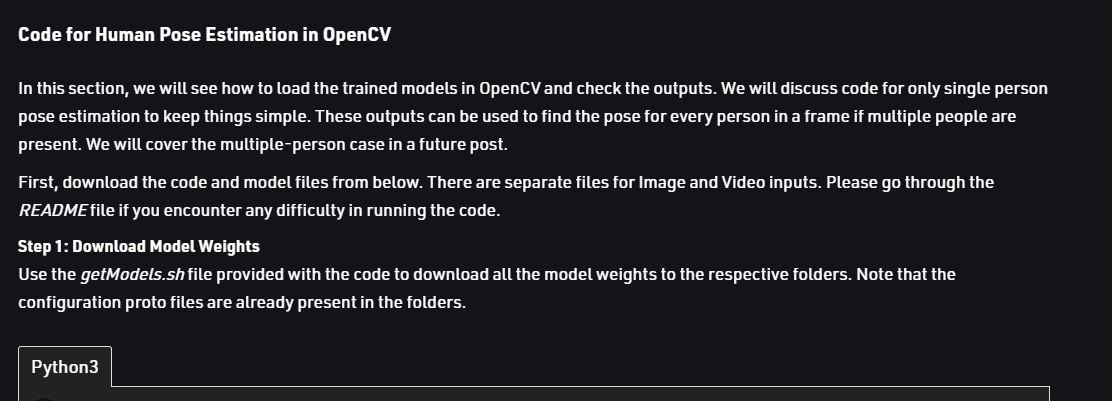 Code for Human Pose Estimation in OpenCV
In this section, we will see how to load the trained models in OpenCV and check the outputs. We will discuss code for only single person
pose estimation to keep things simple. These outputs can be used to find the pose for every person in a frame if multiple people are
present. We will cover the multiple-person case in a future post.
First, download the code and model files from below. There are separate files for Image and Video inputs. Please go through the
README file if you encounter any difficulty in running the code.
Step 1: Download Model Weights
Use the getModels.sh file provided with the code to download all the model weights to the respective folders. Note that the
configuration proto files are already present in the folders.
Python3